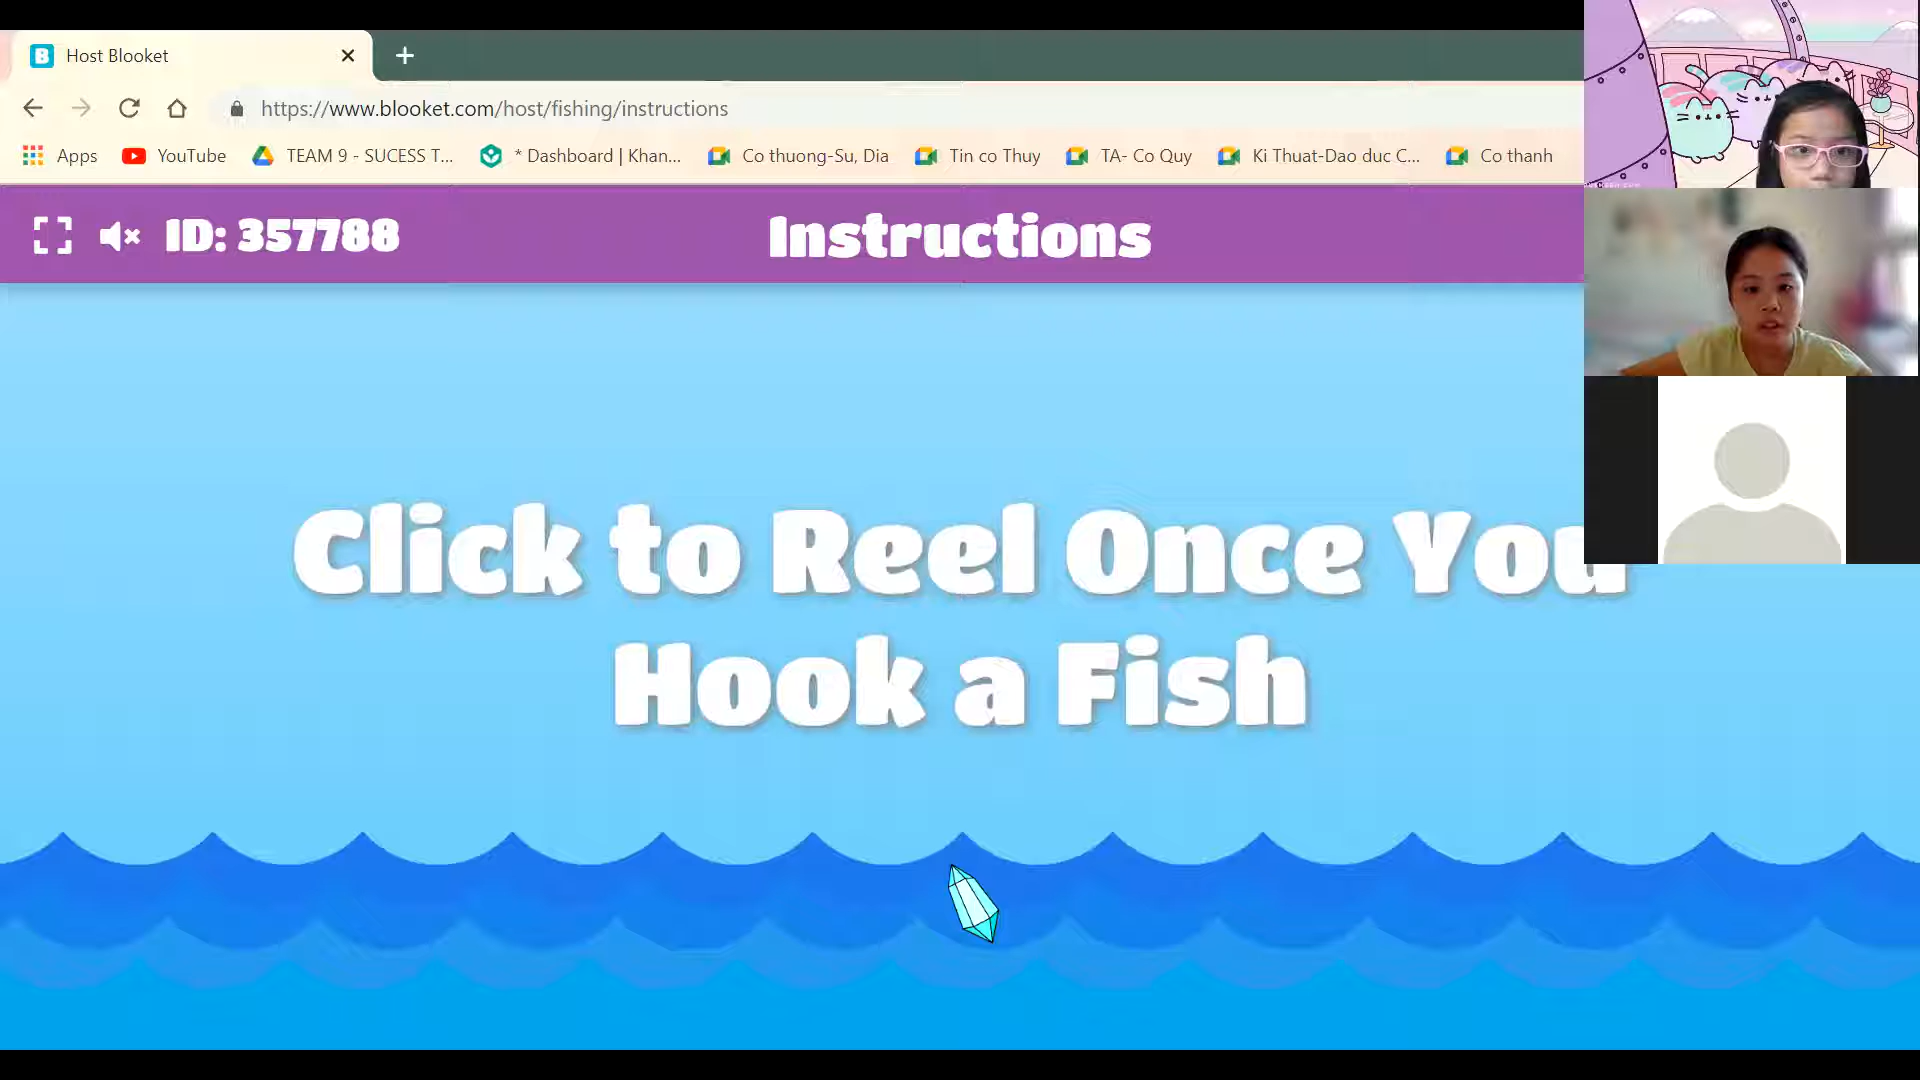 Host Blooket
https://www.blooket.com/host/fishing/instructions
Apps YouTube TEAM 9 - SUCESS T... * Dashboard | Khan... Co thuong-Su, Dia Tin co Thuy TA- Co Quy Ki Thuat-Dao duc C... Co thanh
ID: 357788 Instructions
Click to Reel Once You
Hook a Fish